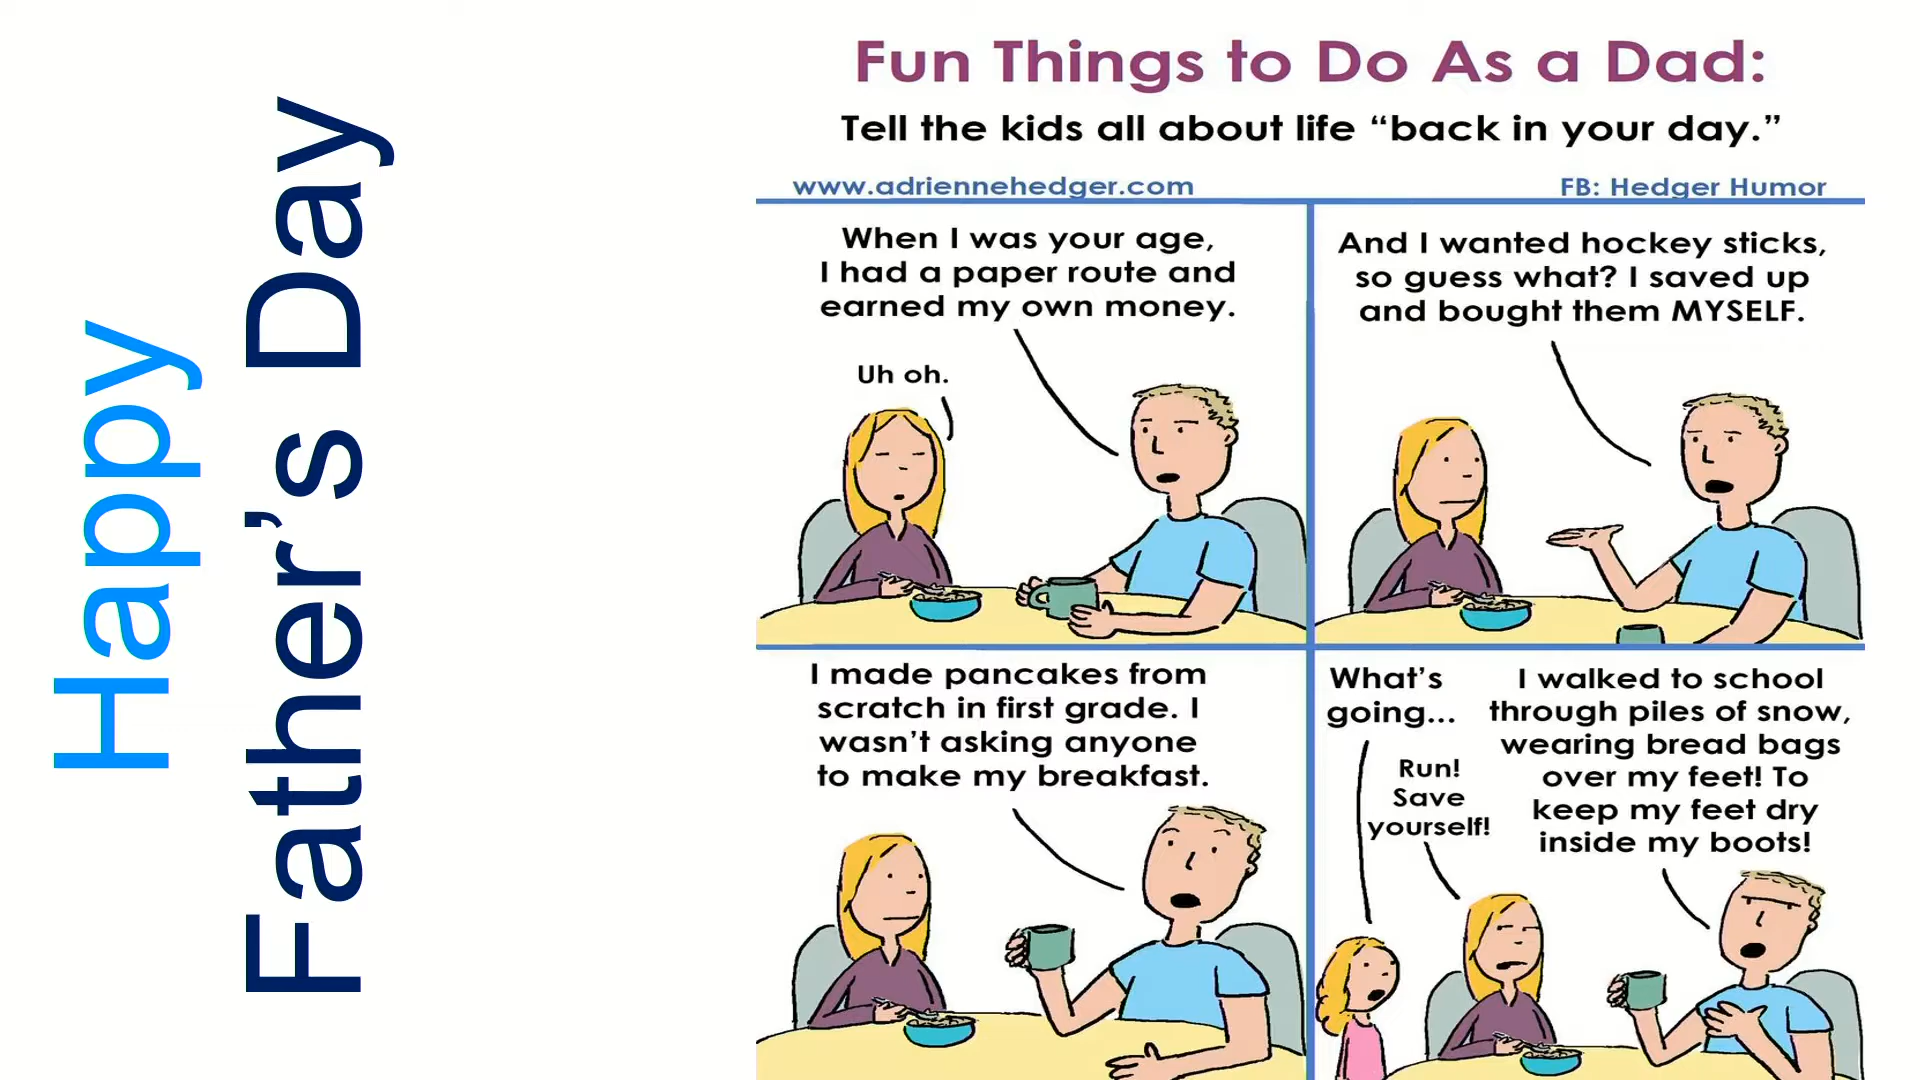 Happy
Father’s Day
Fun Things to Do As a Dad:
Tell the kids all about life “back in your day.”
www.adriennehedger.com
FB: Hedger Humor
When I was your age,
I had a paper route and
earned my own money.
Uh oh.
And I wanted hockey sticks,
so guess what? I saved up
and bought them MYSELF.
I made pancakes from
scratch in first grade. I
wasn’t asking anyone
to make my breakfast.
What’s
going...
Run!
Save
yourself!
I walked to school
through piles of snow,
wearing bread bags
over my feet! To
keep my feet dry
inside my boots!